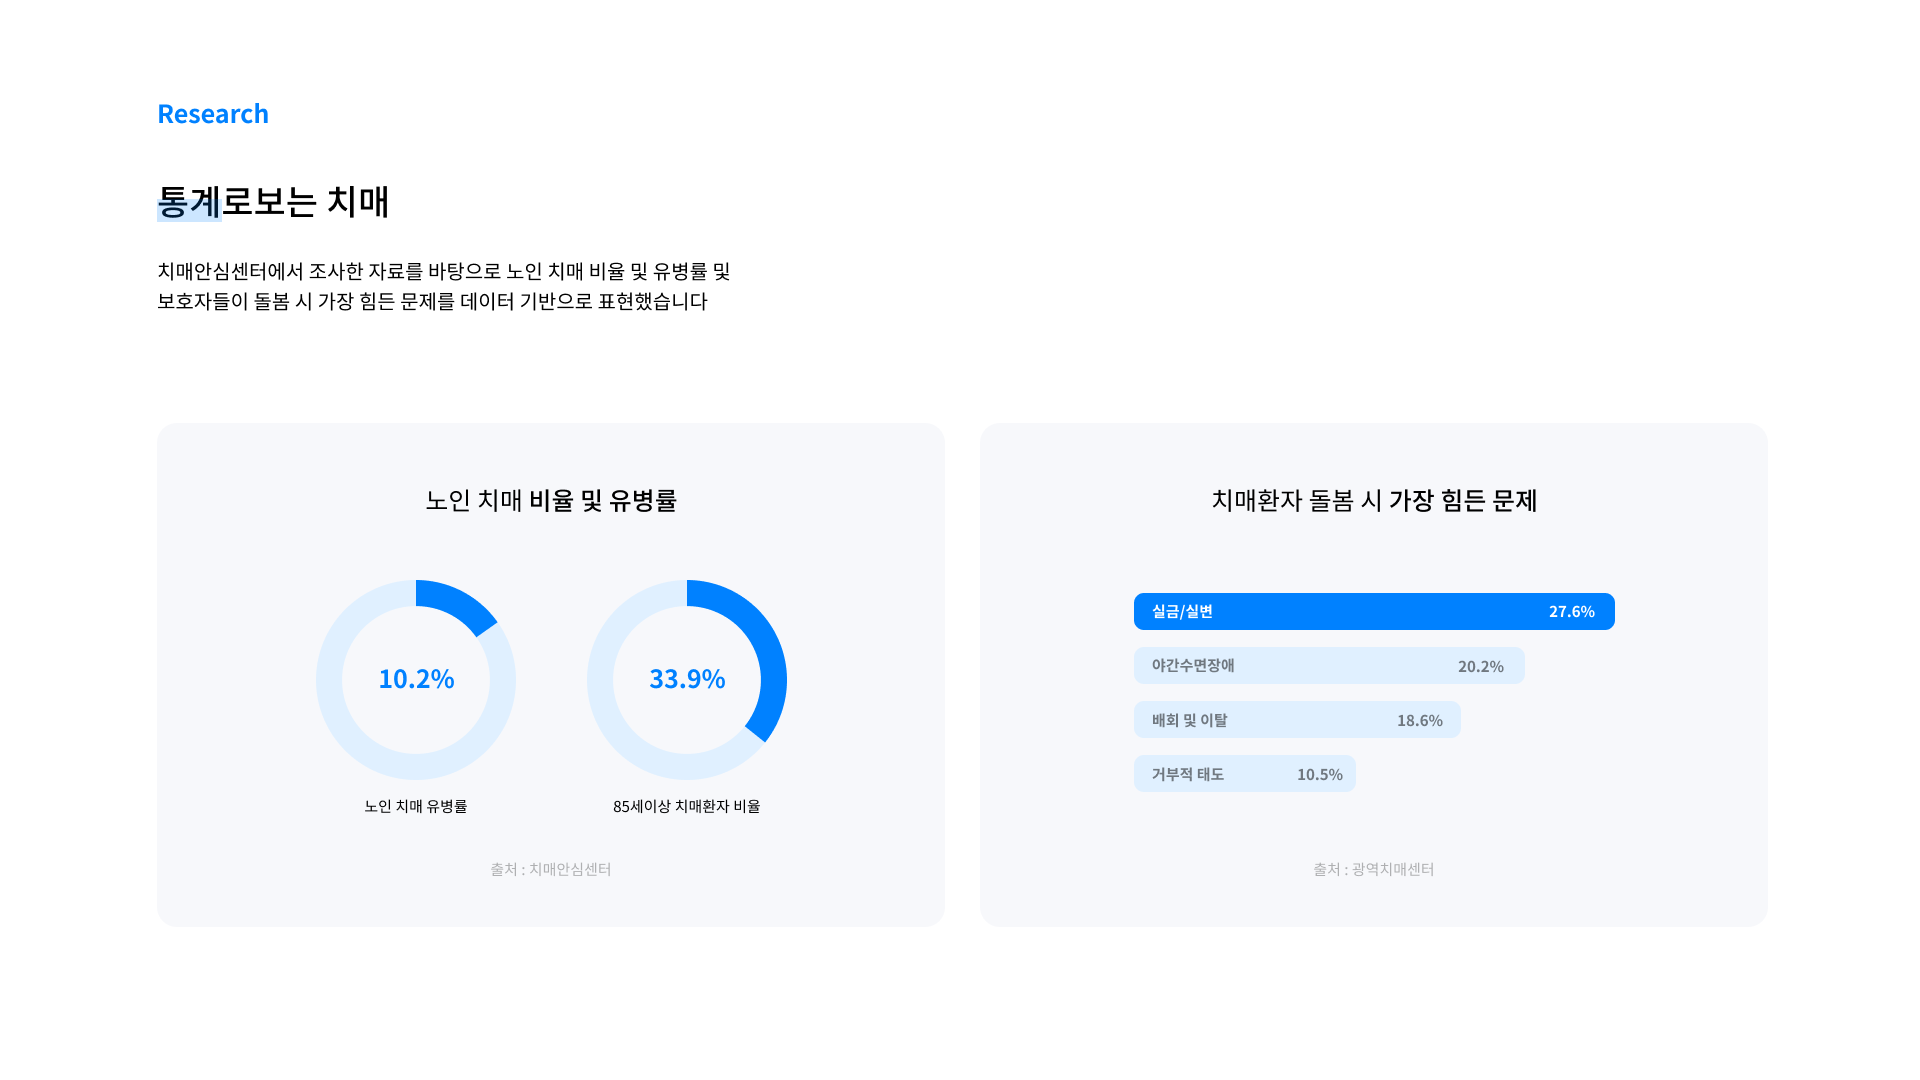 Research
통계로보는 치매
치매안심센터에서 조사한 자료를 바탕으로 노인 치매 비율 및 유병률 및
보호자들이 돌봄 시 가장 힘든 문제를 데이터 기반으로 표현했습니다
노인 치매 비율 및 유병률
10.2%
33.9%
노인 치매 유병률
85세이상 치매환자 비율
출처 : 치매안심센터
치매환자 돌봄 시 가장 힘든 문제
실금/실변 27.6%
야간수면장애 20.2%
배회 및 이탈 18.6%
거부적 태도 10.5%
출처 : 광역치매센터